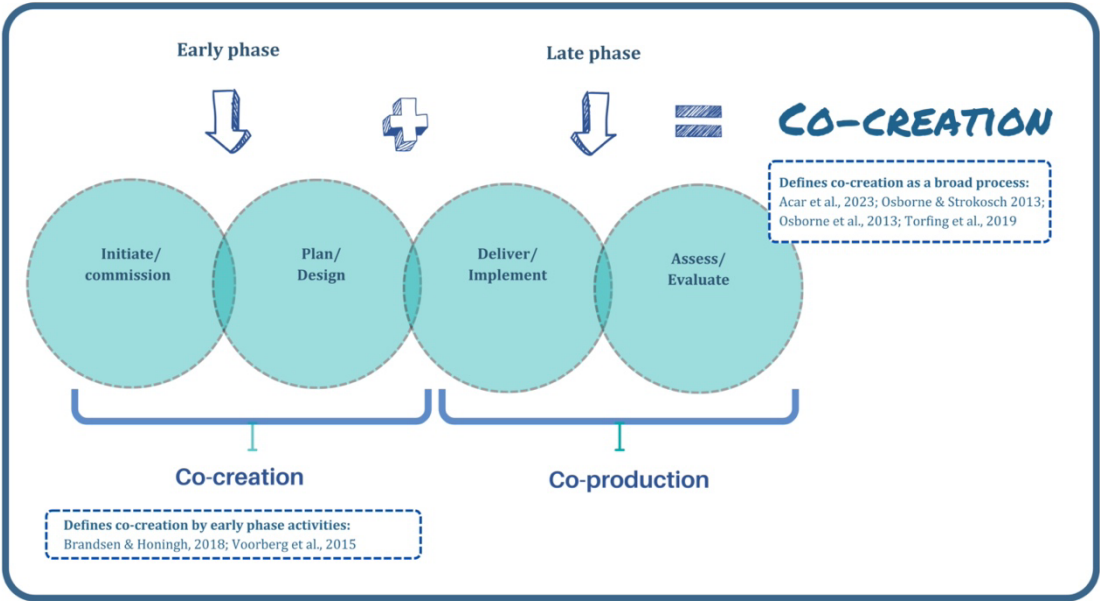 Early phase
Late phase
CO-CREATION
Defines co-creation as a broad process:
Acar et al., 2023; Osborne & Strokosch 2013;
Osborne et al., 2013; Torfing et al., 2019
Initiate/
commission
Plan/
Design
Deliver/
Implement
Assess/
Evaluate
Co-creation
Co-production
Defines co-creation by early phase activities:
Brandsen & Honingh, 2018; Voorberg et al., 2015